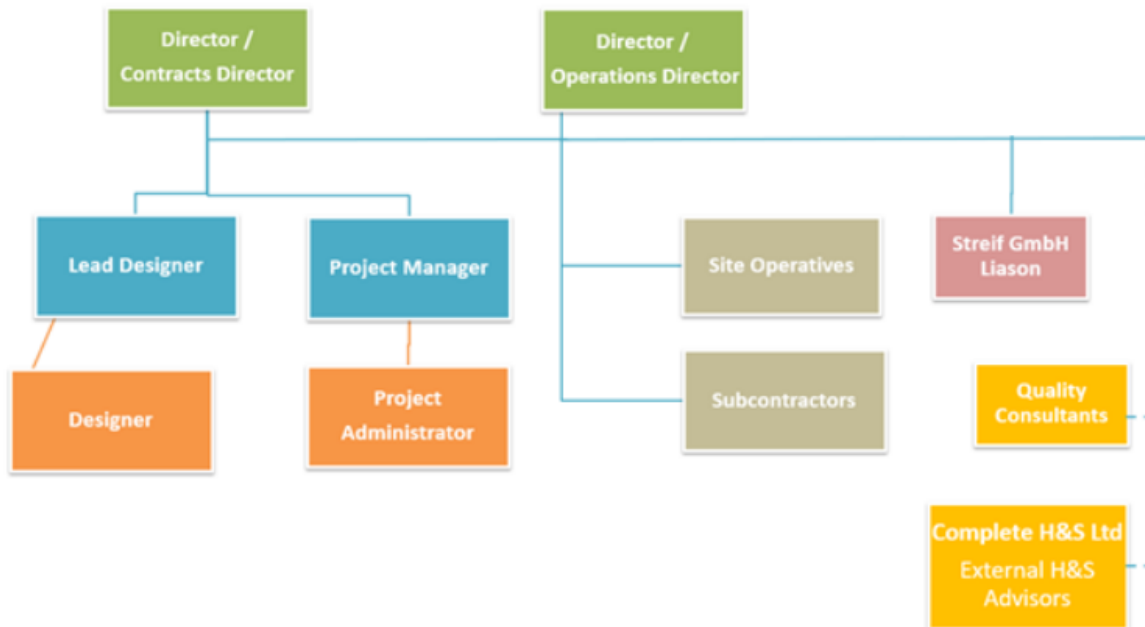 Director /
Contracts Director
Director /
Operations Director
Lead Designer
Project Manager
Site Operatives
Streif GmbH
Liason
Designer
Project
Administrator
Subcontractors
Quality
Consultants
Complete H&S Ltd
External H&S
Advisors